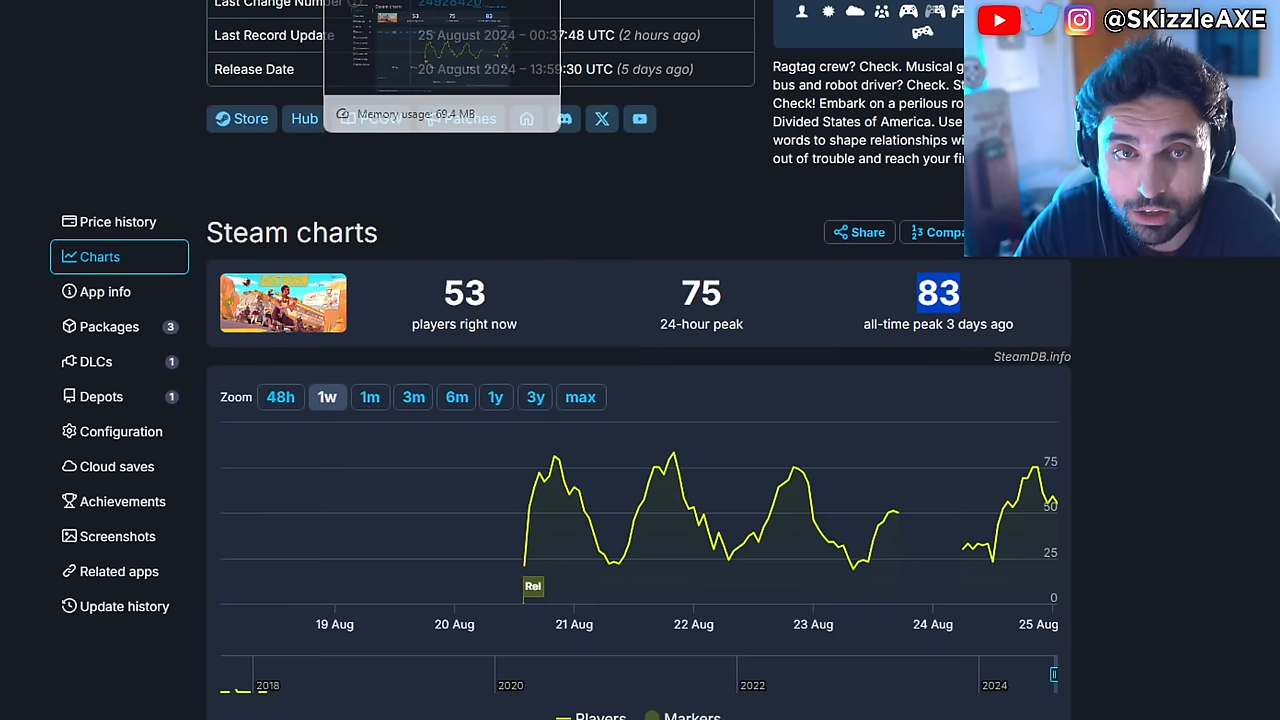 Last Change Number
24928420
@SKizzleAXE
Last Record Update
25 August 2024 – 00:37:48 UTC (2 hours ago)
Release Date
20 August 2024 – 13:59:30 UTC (5 days ago)
Memory usage: 69.4 MB
Store
Hub
Patches
Ragtag crew? Check. Musical g
bus and robot driver? Check. St
Check! Embark on a perilous ro
Divided States of America. Use
words to shape relationships wi
out of trouble and reach your fin
Price history
Charts
App info
Packages 3
DLCs 1
Depots 1
Configuration
Cloud saves
Achievements
Screenshots
Related apps
Update history
Steam charts
Share
Compa
53
players right now
75
24-hour peak
83
all-time peak 3 days ago
SteamDB.info
Zoom 48h 1w 1m 3m 6m 1y 3y max
75
50
25
0
Rel
19 Aug 20 Aug 21 Aug 22 Aug 23 Aug 24 Aug 25 Aug
2018 2020 2022 2024
Players Markers